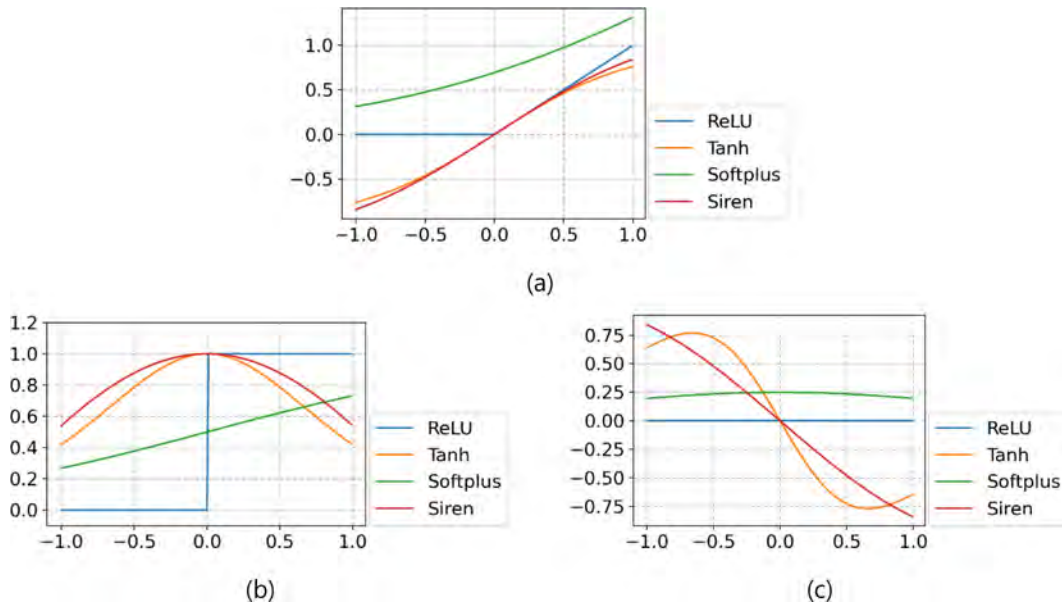 1.0
0.5
0.0
−0.5
−1.0 −0.5 0.0 0.5 1.0
ReLU
Tanh
Softplus
Siren
(a)
1.2
1.0
0.8
0.6
0.4
0.2
0.0
−1.0 −0.5 0.0 0.5 1.0
ReLU
Tanh
Softplus
Siren
(b)
0.75
0.50
0.25
0.00
−0.25
−0.50
−0.75
−1.0 −0.5 0.0 0.5 1.0
ReLU
Tanh
Softplus
Siren
(c)